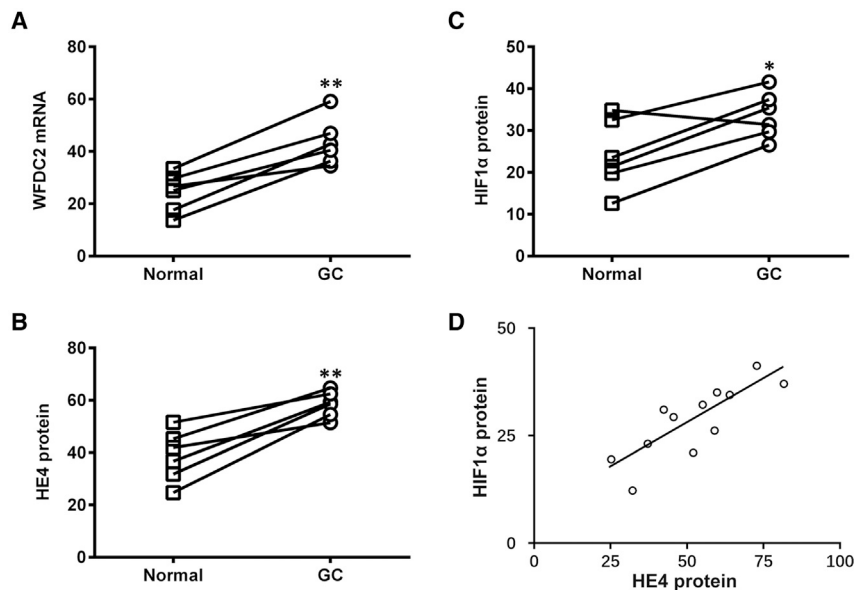 A
80
60
40
20
0
WFDC2 mRNA
**
Normal GC
B
80
60
40
20
0
HE4 protein
**
Normal GC
C
50
40
30
20
10
0
HIF1α protein
*
Normal GC
D
50
25
0
HIF1α protein
0 25 50 75 100
HE4 protein